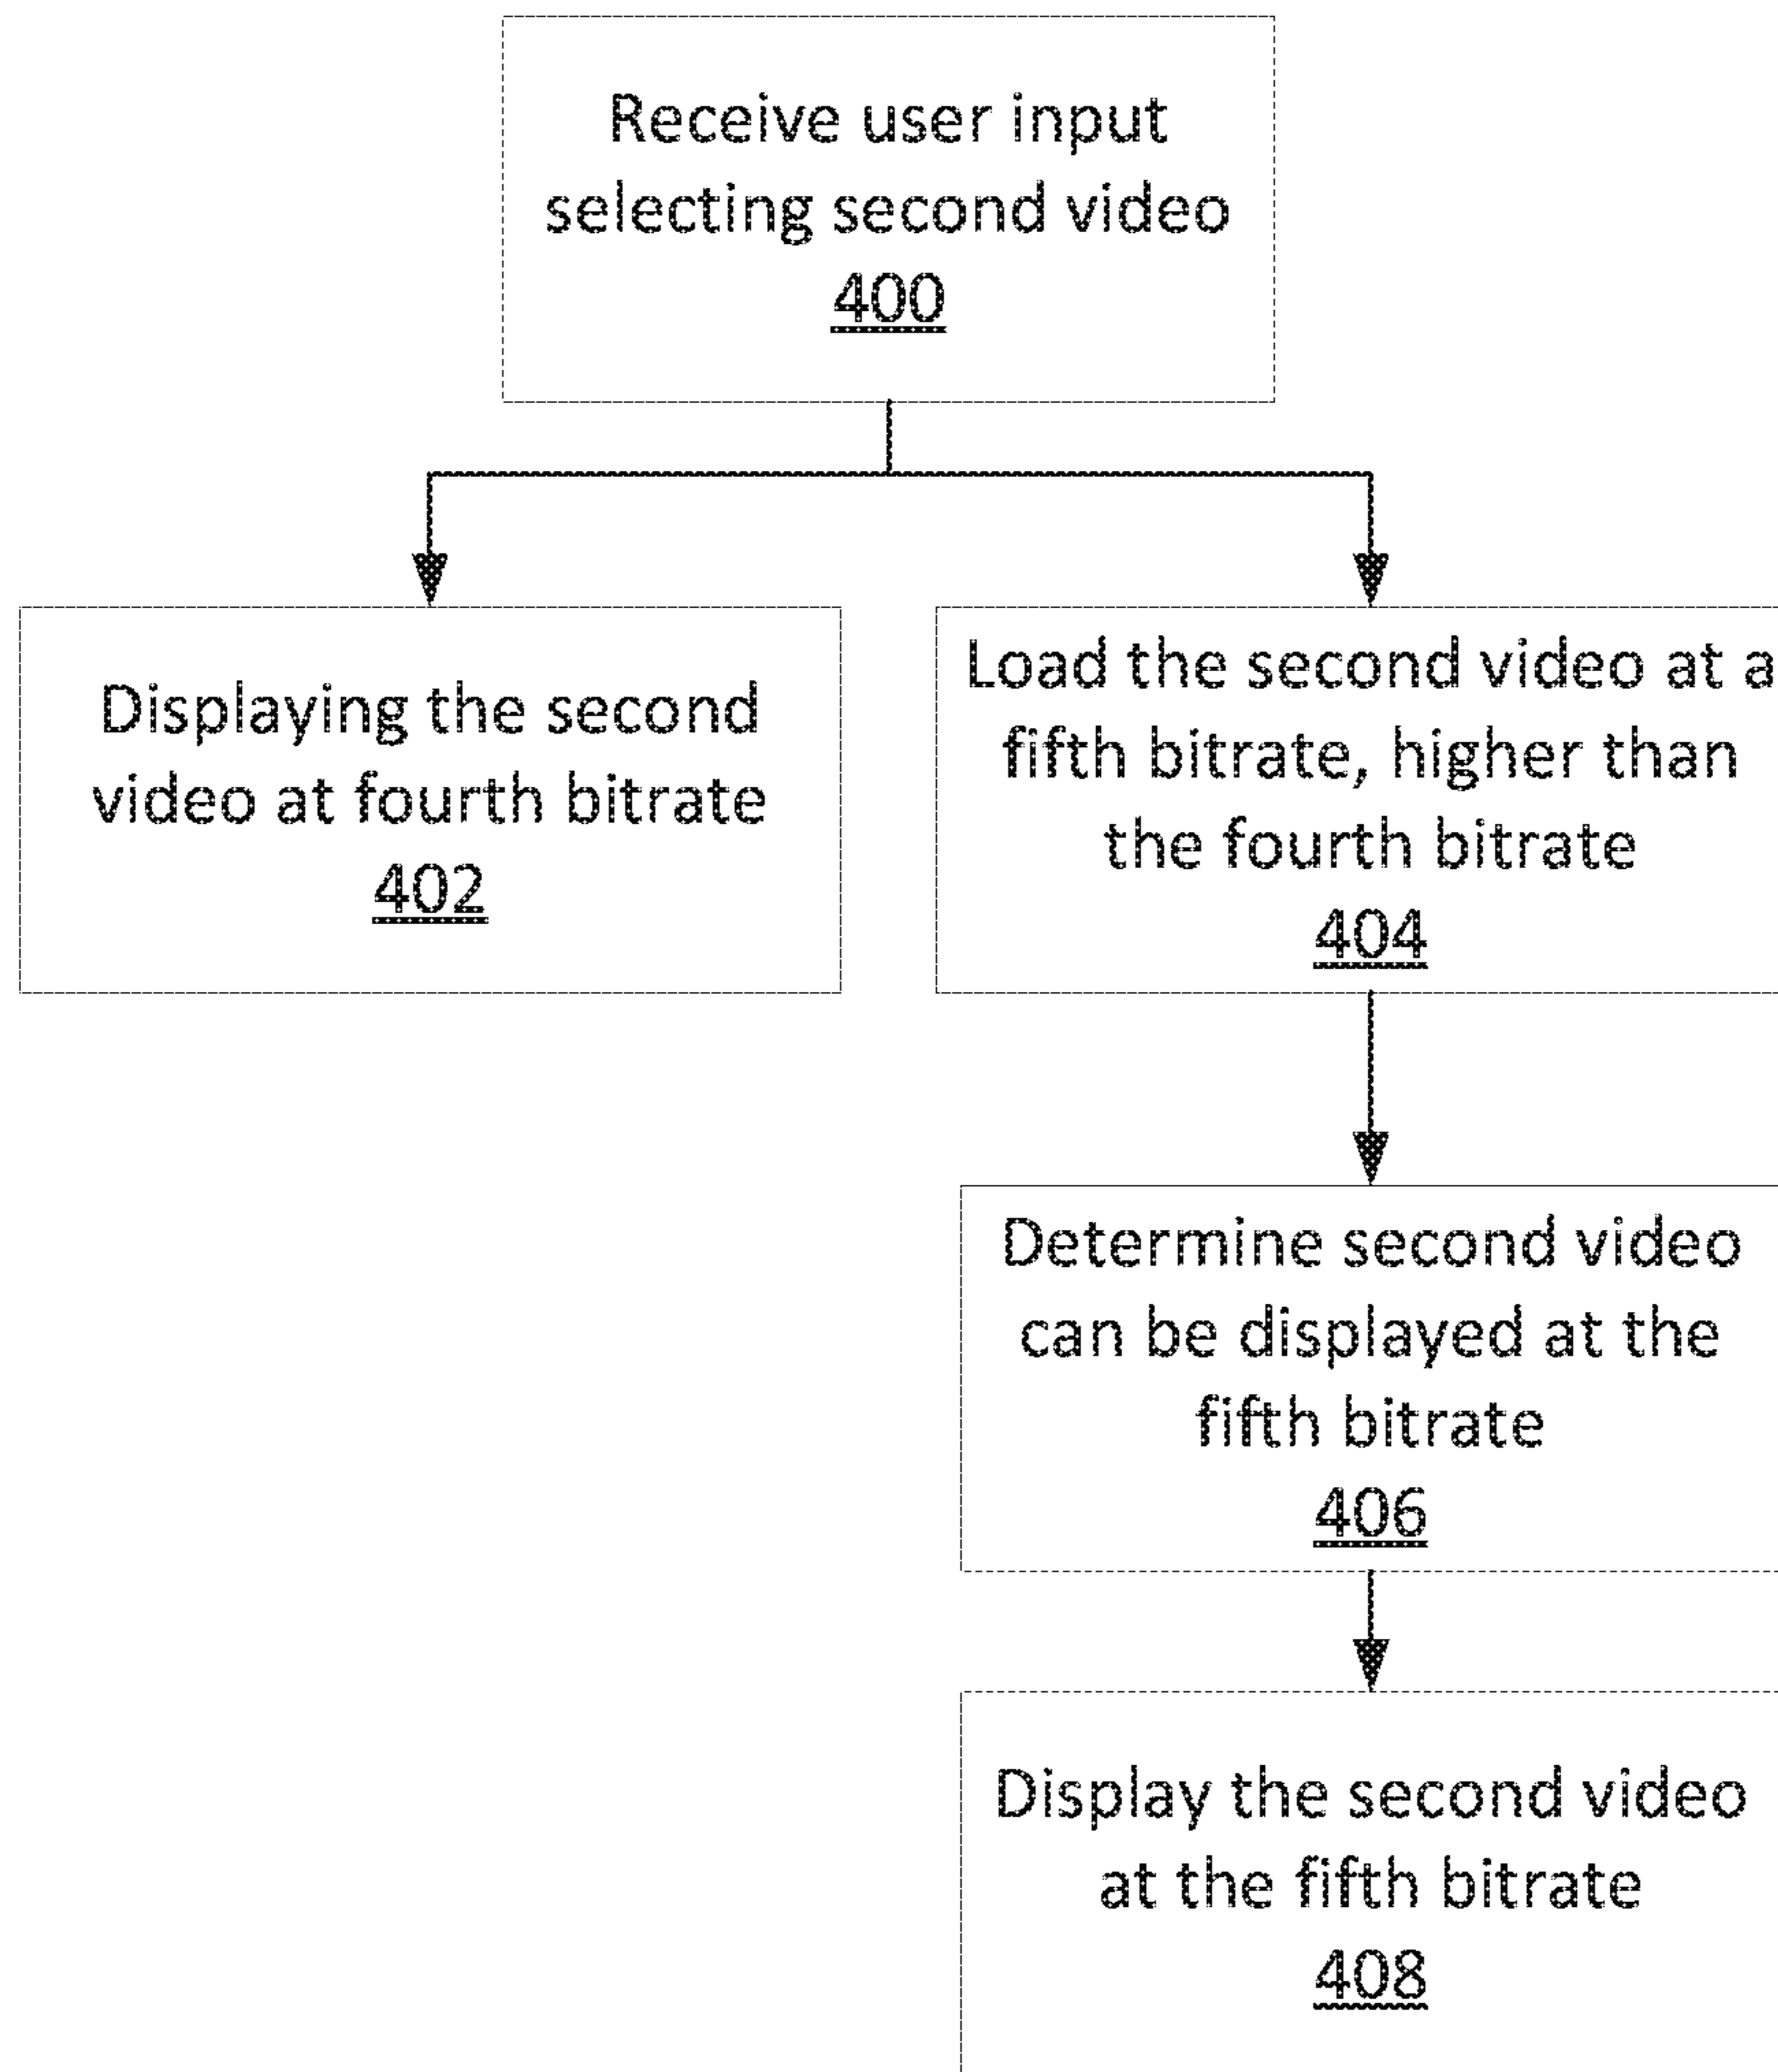 Receive user input
selecting second video
400
Displaying the second
video at fourth bitrate
402
Load the second video at a
fifth bitrate, higher than
the fourth bitrate
404
Determine second video
can be displayed at the
fifth bitrate
406
Display the second video
at the fifth bitrate
408